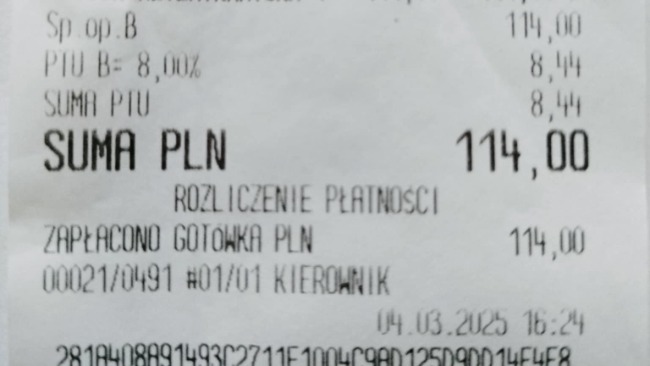 Sp.op.B 114,00
PTU B= 8,00% 8,44
SUMA PTU 8,44
SUMA PLN 114,00
ROZLICZENIE PŁATNOŚCI
ZAPŁACONO GOTÓWKA PLN 114,00
00021/0491 #01/01 KIEROWNIK
04.03.2025 16:24